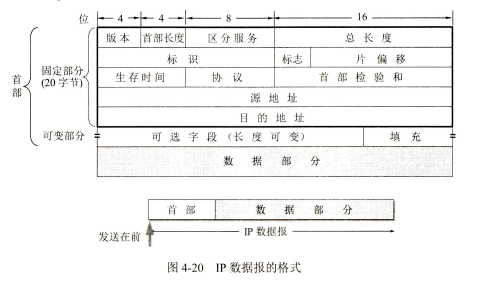 位 4 4 8 16
版本 首部长度 区分服务 总长度
标识 标志 片偏移
生存时间 协议 首部检验和
源地址
目的地址
可选字段（长度可变） 填充
数据部分
首部
固定部分
(20字节)
可变部分
首部 数据部分
发送在前
IP 数据报
图 4-20 IP 数据报的格式